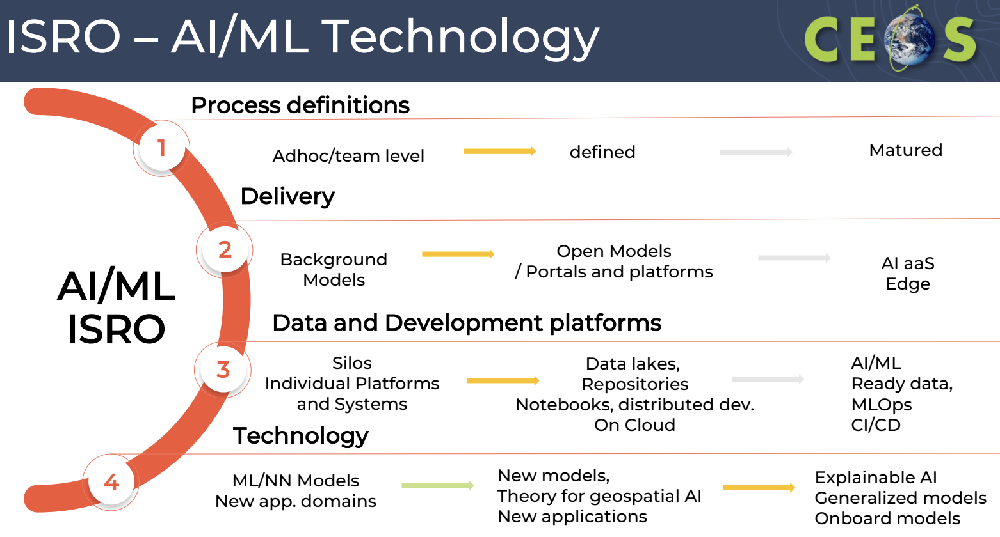 ISRO – AI/ML Technology
CEOS
AI/ML
ISRO
1
Process definitions
Adhoc/team level
defined
Matured
2
Delivery
Background
Models
Open Models
/ Portals and platforms
AI aaS
Edge
3
Data and Development platforms
Silos
Individual Platforms
and Systems
Data lakes,
Repositories
Notebooks, distributed dev.
On Cloud
AI/ML
Ready data,
MLOps
CI/CD
4
Technology
ML/NN Models
New app. domains
New models,
Theory for geospatial AI
New applications
Explainable AI
Generalized models
Onboard models